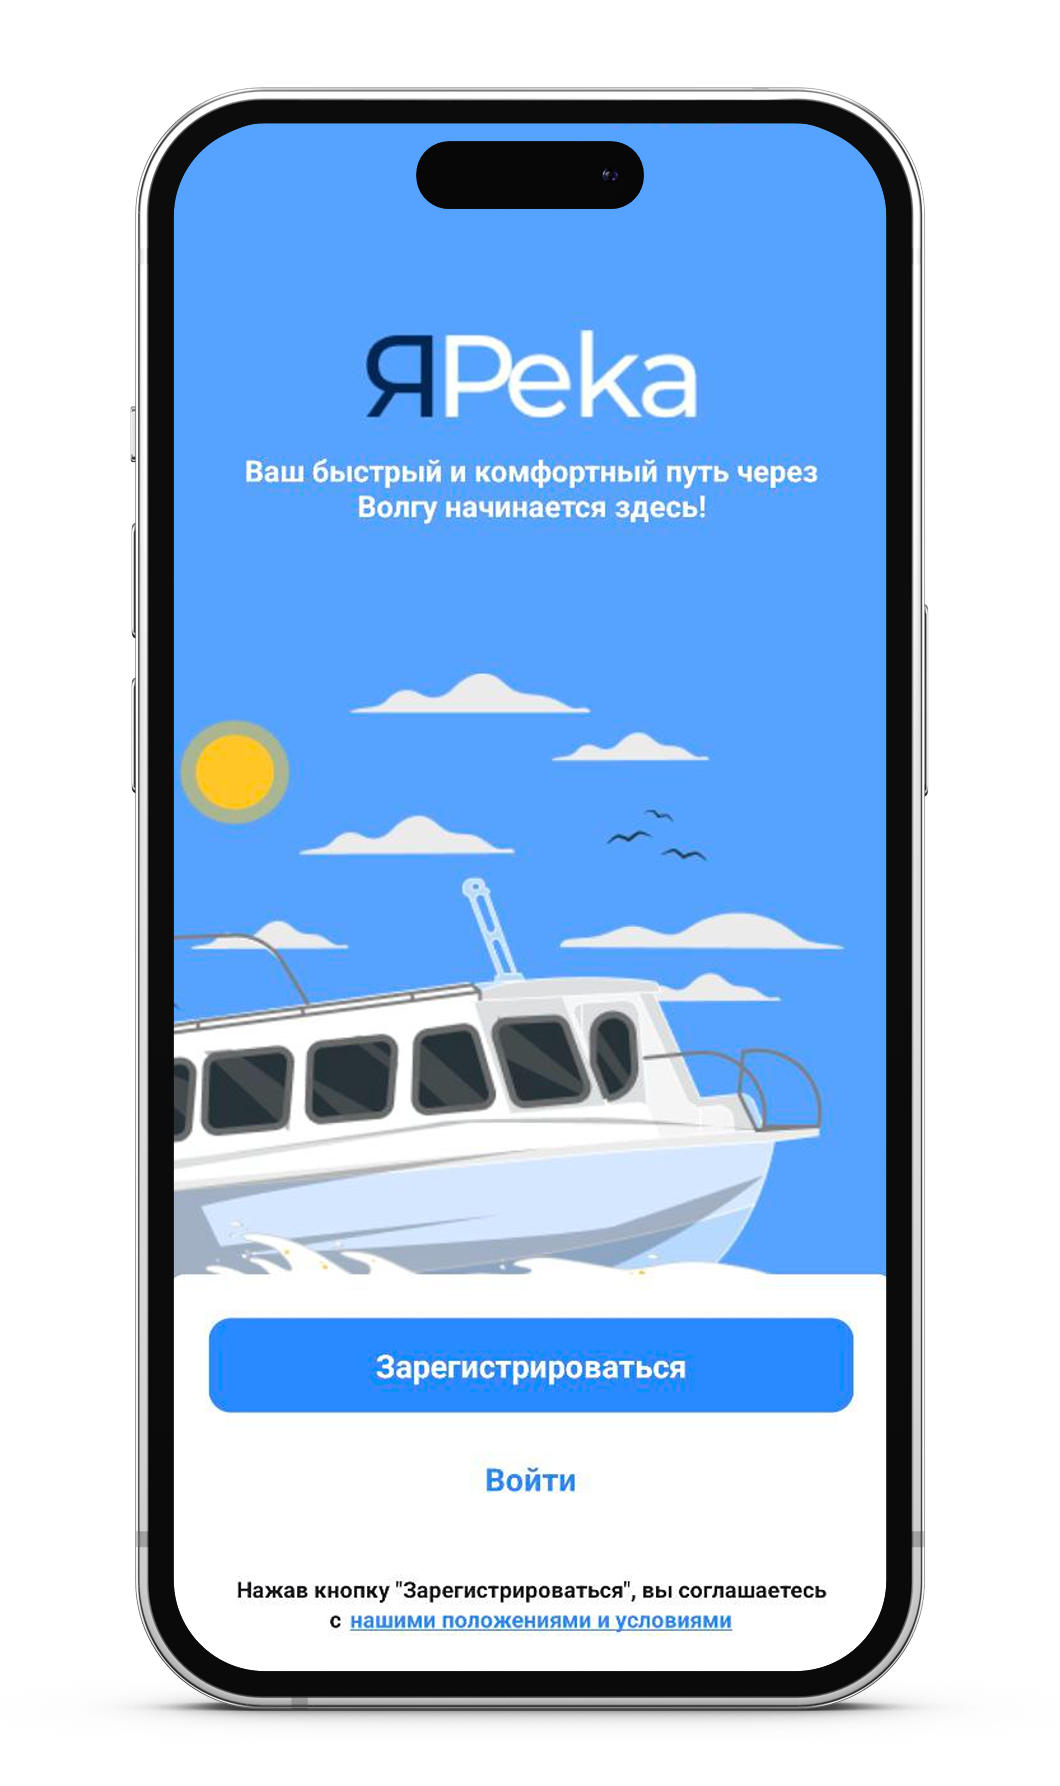 ЯРека
Ваш быстрый и комфортный путь через
Волгу начинается здесь!
Зарегистрироваться
Войти
Нажав кнопку "Зарегистрироваться", вы соглашаетесь
с нашими положениями и условиями